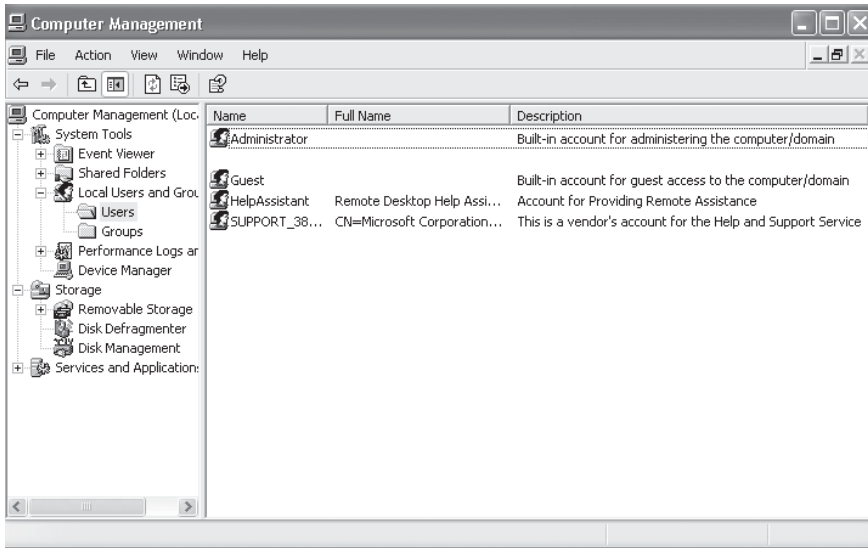 Computer Management
File Action View Window Help
Computer Management (Loc
System Tools
Event Viewer
Shared Folders
Local Users and Grou
Users
Groups
Performance Logs ar
Device Manager
Storage
Removable Storage
Disk Defragmenter
Disk Management
Services and Application
Name Full Name Description
Administrator Built-in account for administering the computer/domain
Guest Built-in account for guest access to the computer/domain
HelpAssistant Remote Desktop Help Assi... Account for Providing Remote Assistance
SUPPORT_38... CN=Microsoft Corporation... This is a vendor's account for the Help and Support Service